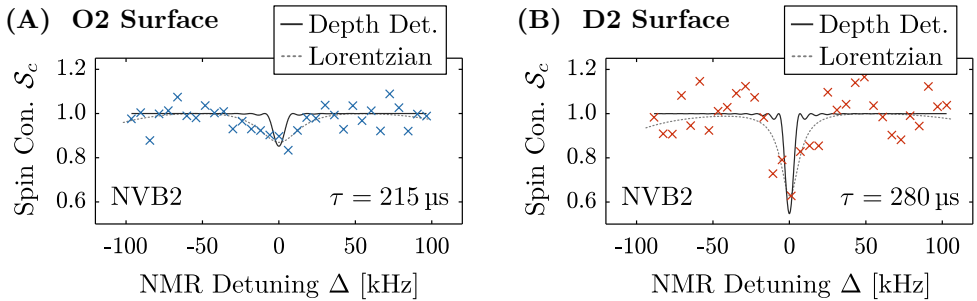 (A) O2 Surface
Depth Det.
Lorentzian
1.2
1.0
0.8
0.6
Spin Con. 𝒮c
NVB2
τ = 215 µs
-100 -50 0 50 100
NMR Detuning Δ [kHz]
(B) D2 Surface
Depth Det.
Lorentzian
1.2
1.0
0.8
0.6
Spin Con. 𝒮c
NVB2
τ = 280 µs
-100 -50 0 50 100
NMR Detuning Δ [kHz]